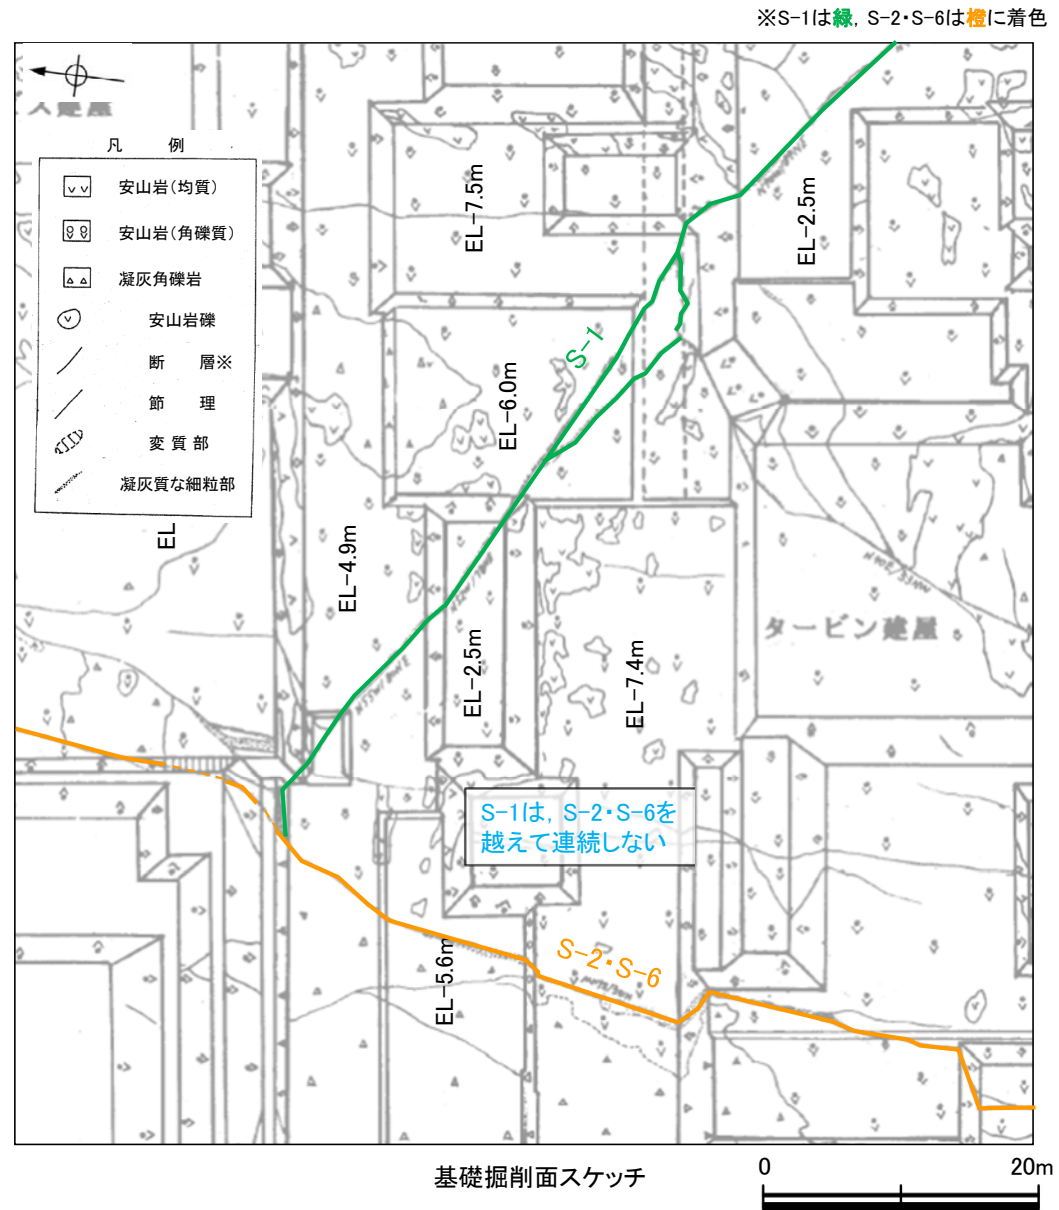 ※S-1は緑, S-2・S-6は橙に着色
凡 例
安山岩(均質)
安山岩(角礫質)
凝灰角礫岩
安山岩礫
断 層※
節 理
変 質 部
凝灰質な細粒部
EL-7.5m
EL-2.5m
S-1
EL-6.0m
EL
EL-4.9m
EL-2.5m
EL-7.4m
タービン建屋
S-1は, S-2・S-6を
越えて連続しない
S-2・S-6
EL-5.6m
基礎掘削面スケッチ
0 20m